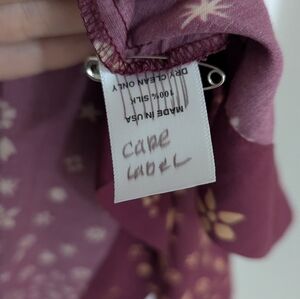 MADE IN USA
100% SILK
DRY CLEAN ONLY
CARE
LABEL